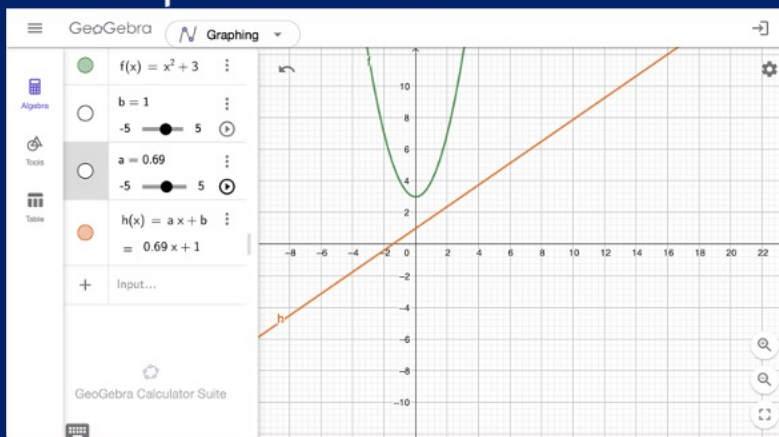 GeoGebra
Graphing
Algebra
Tools
Table
f(x) = x² + 3
b = 1
-5 5
a = 0.69
-5 5
h(x) = a x + b
= 0.69 x + 1
+ Input...
GeoGebra Calculator Suite
f
h
10
8
6
4
2
-8 -6 -4 -2 0 2 4 6 8 10 12 14 16 18 20 22
-2
-4
-6
-8
-10